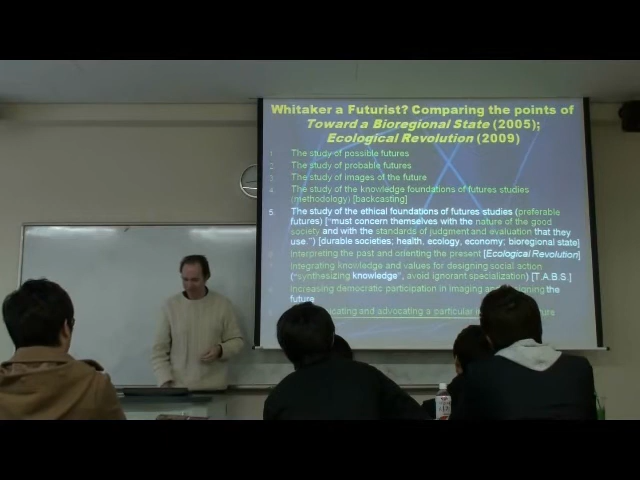 Whitaker a Futurist? Comparing the points of
Toward a Bioregional State (2005);
Ecological Revolution (2009)
1. The study of possible futures
2. The study of probable futures
3. The study of images of the future
4. The study of the knowledge foundations of futures studies
(methodology) [backcasting]
5. The study of the ethical foundations of futures studies (preferable
futures) ["must concern themselves with the nature of the good
society and with the standards of judgment and evaluation that they
use.") [durable societies; health, ecology, economy; bioregional state]
Interpreting the past and orienting the present [Ecological Revolution]
Integrating knowledge and values for designing social action
("synthesizing knowledge", avoid ignorant specialization) [T.A.B.S.]
Increasing democratic participation in imaging and designing the
future
and advocating a particular